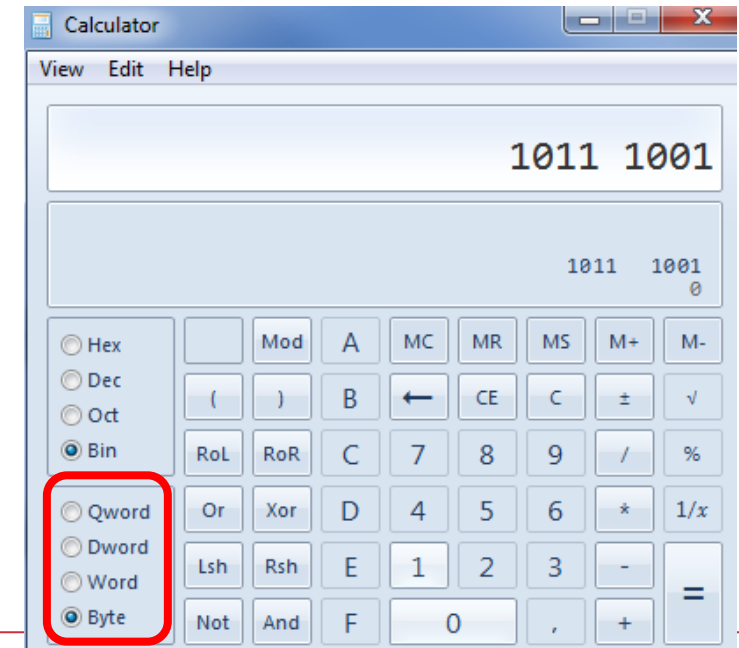 Calculator
View Edit Help
1011 1001
1011 1001
0
Hex Mod A MC MR MS M+ M-
Dec ( ) B ← CE C ± √
Oct
Bin RoL RoR C 7 8 9 / %
Qword Or Xor D 4 5 6 * 1/x
Dword Lsh Rsh E 1 2 3 - =
Word
Byte Not And F 0 , +